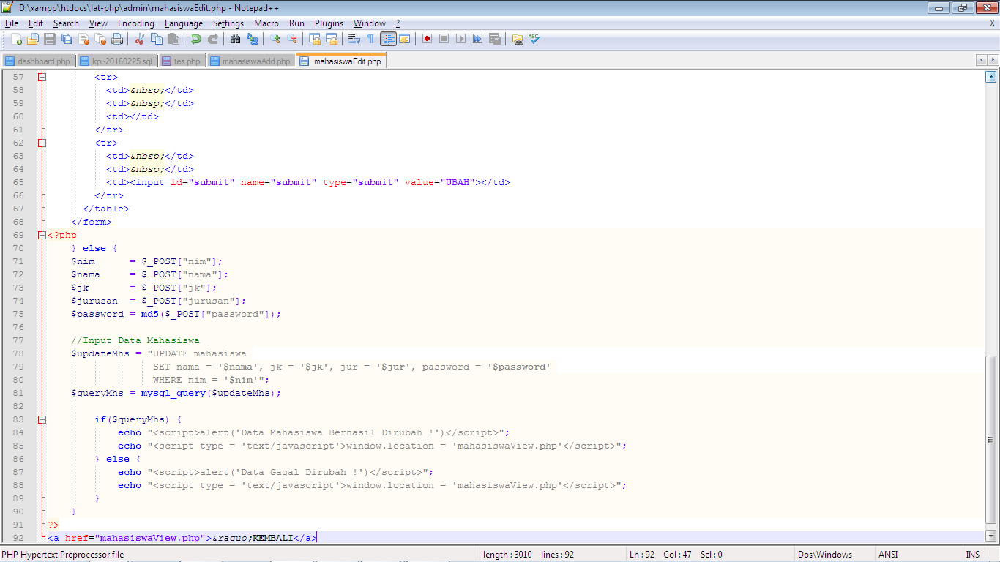 D:\xampp\htdocs\lat-php\admin\mahasiswaEdit.php - Notepad++
File Edit Search View Encoding Language Settings Macro Run Plugins Window ? X
dashboard.php kpi-20160225.sql tes.php mahasiswaAdd.php mahasiswaEdit.php
57 <tr>
58 <td>&nbsp;</td>
59 <td>&nbsp;</td>
60 <td></td>
61 </tr>
62 <tr>
63 <td>&nbsp;</td>
64 <td>&nbsp;</td>
65 <td><input id="submit" name="submit" type="submit" value="UBAH"></td>
66 </tr>
67 </table>
68 </form>
69 <?php
70 } else {
71 $nim = $_POST["nim"];
72 $nama = $_POST["nama"];
73 $jk = $_POST["jk"];
74 $jurusan = $_POST["jurusan"];
75 $password = md5($_POST["password"]);
76
77 //Input Data Mahasiswa
78 $updateMhs = "UPDATE mahasiswa
79 SET nama = '$nama', jk = '$jk', jur = '$jur', password = '$password'
80 WHERE nim = '$nim'";
81 $queryMhs = mysql_query($updateMhs);
82
83 if($queryMhs) {
84 echo "<script>alert('Data Mahasiswa Berhasil Dirubah !')</script>";
85 echo "<script type = 'text/javascript'>window.location = 'mahasiswaView.php'</script>";
86 } else {
87 echo "<script>alert('Data Gagal Dirubah !')</script>";
88 echo "<script type = 'text/javascript'>window.location = 'mahasiswaView.php'</script>";
89 }
90 }
91 ?>
92 <a href="mahasiswaView.php">&raquo;KEMBALI</a>
PHP Hypertext Preprocessor file length : 3010 lines : 92 Ln : 92 Col : 47 Sel : 0 Dos\Windows ANSI INS